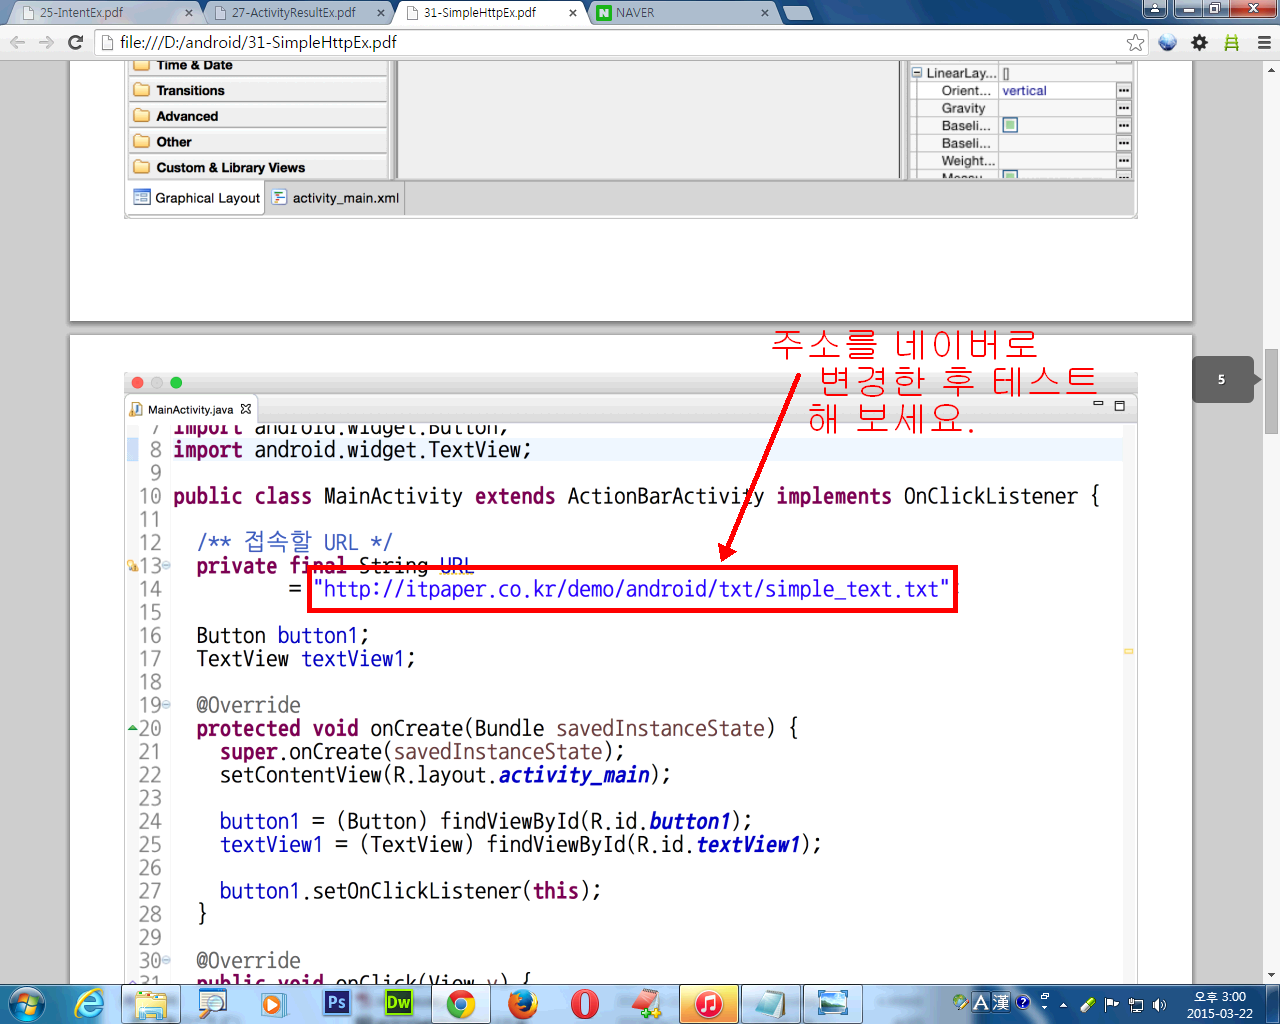 25-IntentEx.pdf
27-ActivityResultEx.pdf
31-SimpleHttpEx.pdf
NAVER
file:///D:/android/31-SimpleHttpEx.pdf
Time & Date
Transitions
Advanced
Other
Custom & Library Views
LinearLay... []
Orient... vertical
Gravity
Baseli...
Baseli...
Weight...
Measu...
Graphical Layout
activity_main.xml
주소를 네이버로
변경한 후 테스트
해 보세요.
5
MainActivity.java
7 import android.widget.Button;
8 import android.widget.TextView;
9
10 public class MainActivity extends ActionBarActivity implements OnClickListener {
11
12 /** 접속할 URL */
13 private final String URL
14 = "http://itpaper.co.kr/demo/android/txt/simple_text.txt"
15
16 Button button1;
17 TextView textView1;
18
19 @Override
20 protected void onCreate(Bundle savedInstanceState) {
21 super.onCreate(savedInstanceState);
22 setContentView(R.layout.activity_main);
23
24 button1 = (Button) findViewById(R.id.button1);
25 textView1 = (TextView) findViewById(R.id.textView1);
26
27 button1.setOnClickListener(this);
28 }
29
30 @Override
31 public void onClick(View v) {
Ps
Dw
A 漢
오후 3:00
2015-03-22